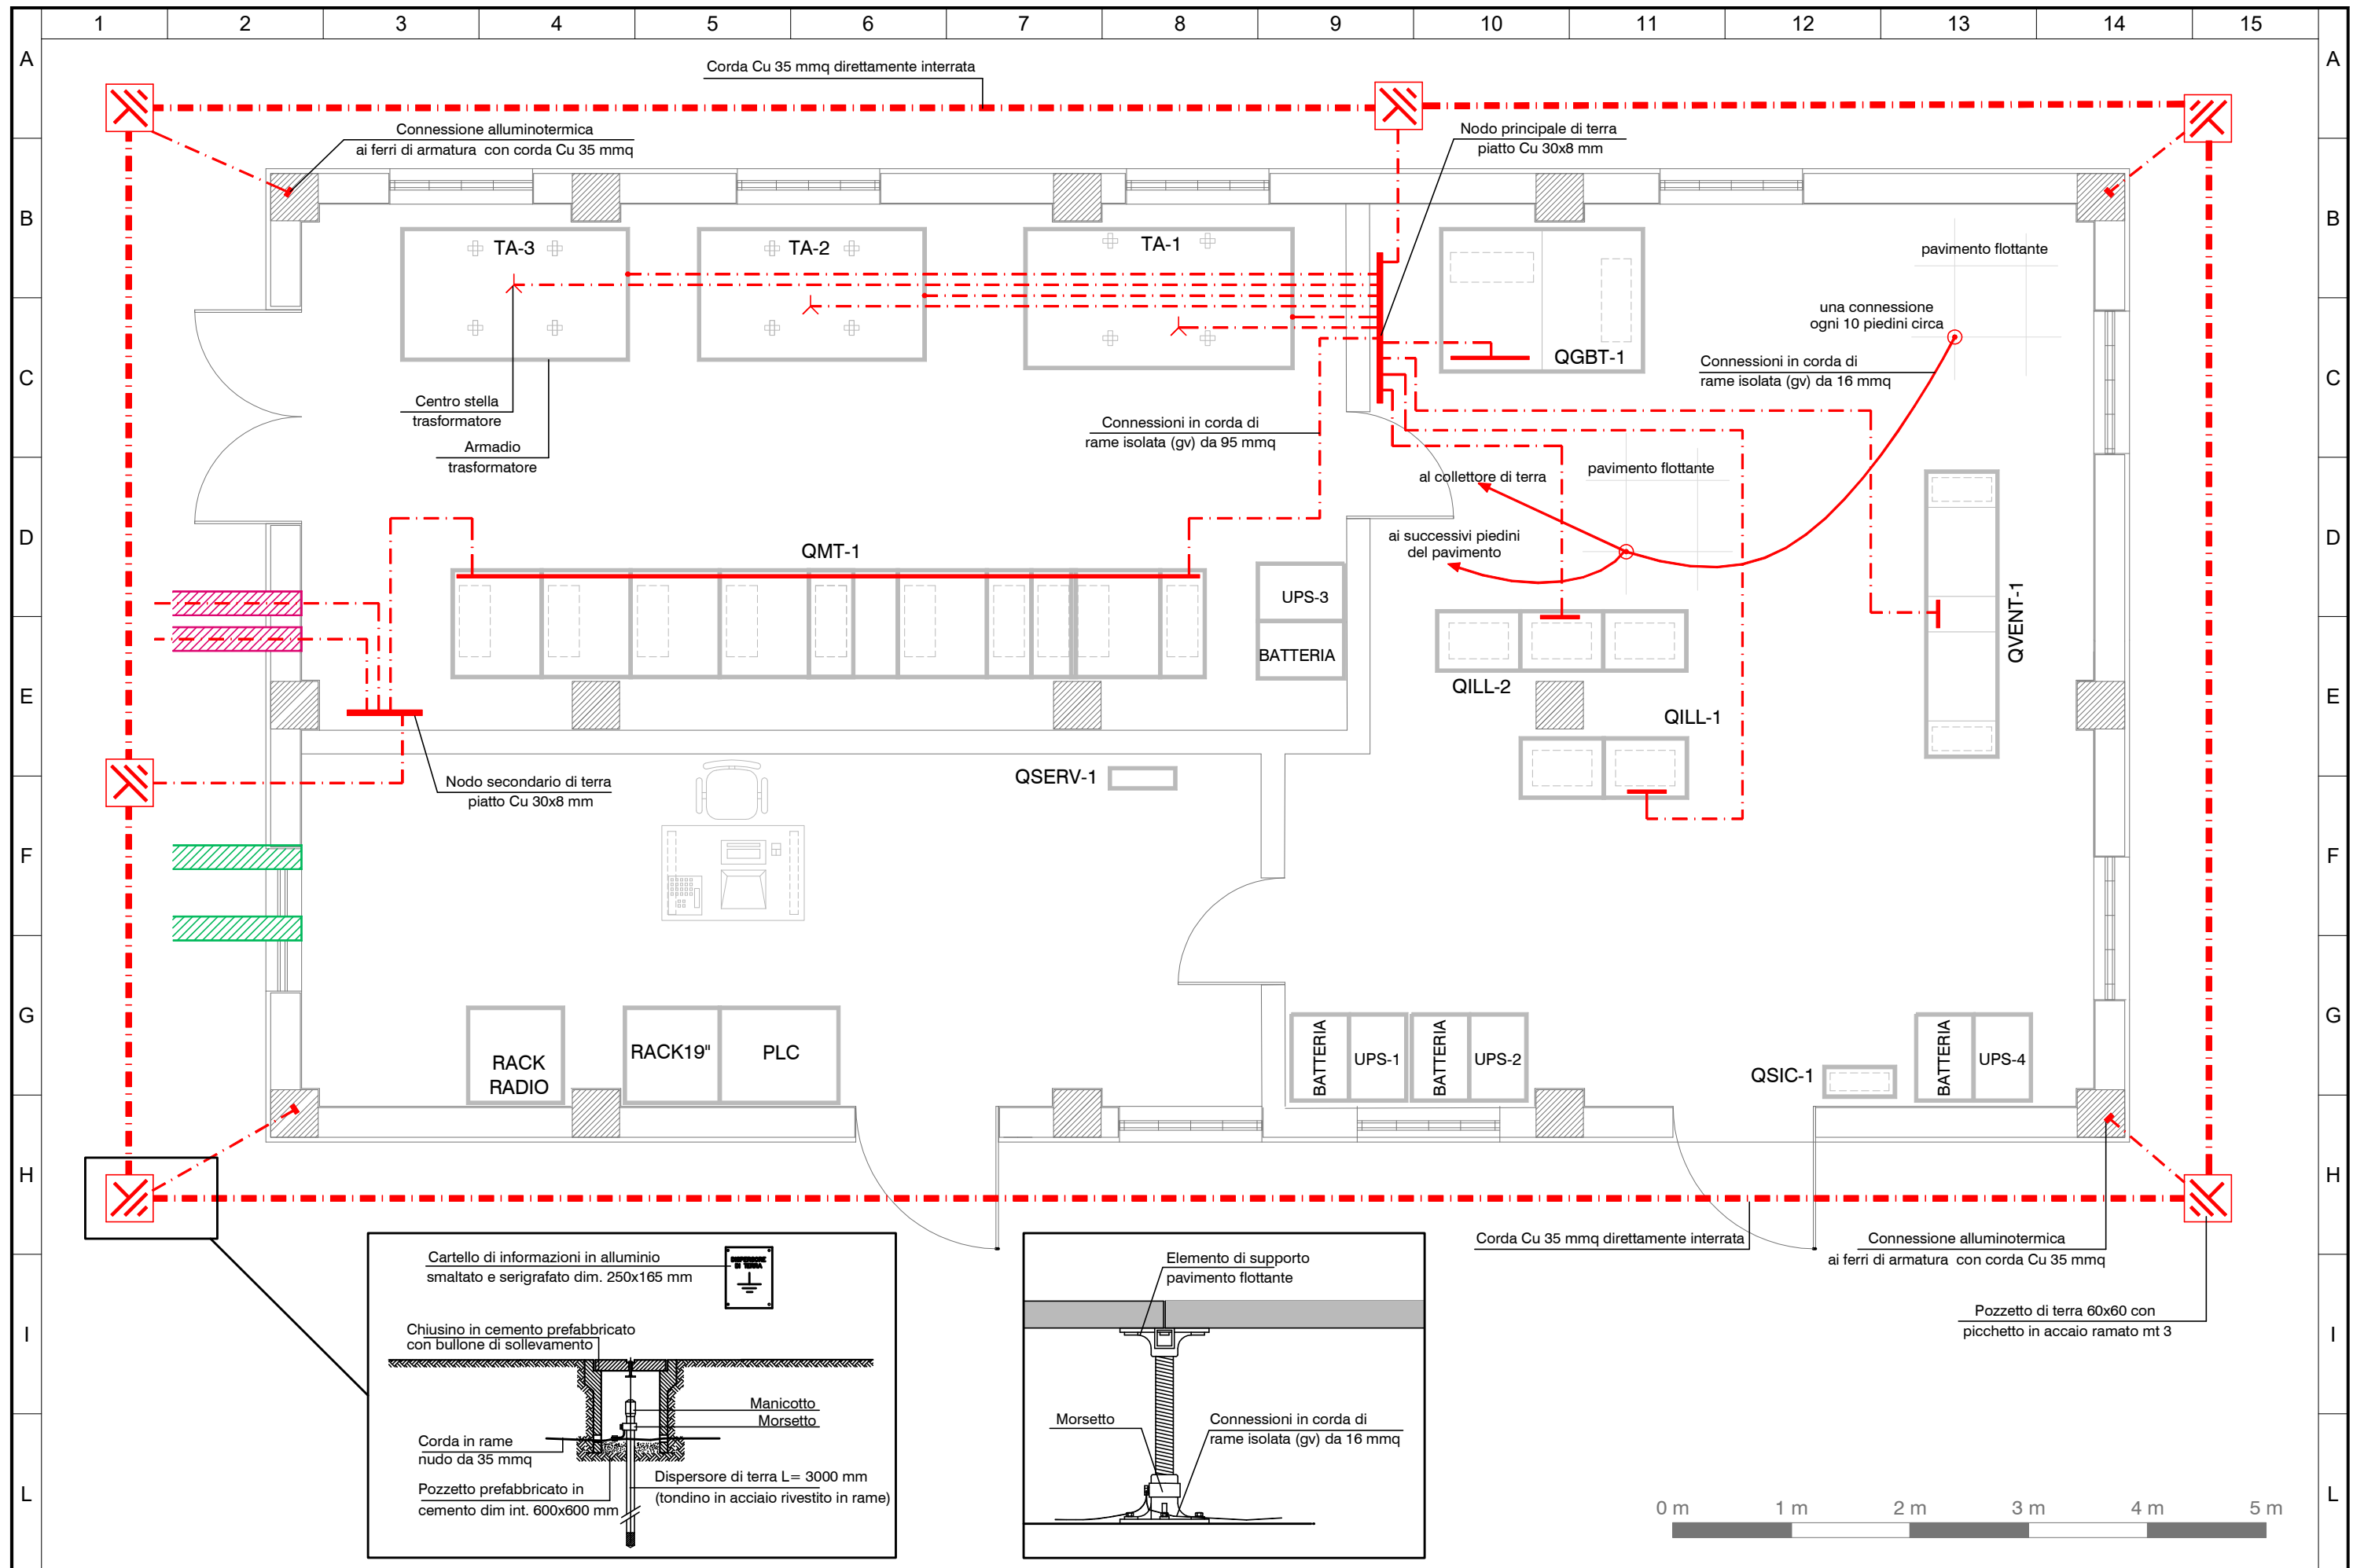 1 2 3 4 5 6 7 8 9 10 11 12 13 14 15
A A
Corda Cu 35 mmq direttamente interrata
Connessione alluminotermica
ai ferri di armatura con corda Cu 35 mmq
Nodo principale di terra
piatto Cu 30x8 mm
B B
TA-3
TA-2
TA-1
pavimento flottante
una connessione
ogni 10 piedini circa
QGBT-1
Connessioni in corda di
rame isolata (gv) da 16 mmq
C C
Centro stella
trasformatore
Armadio
trasformatore
Connessioni in corda di
rame isolata (gv) da 95 mmq
al collettore di terra
pavimento flottante
ai successivi piedini
del pavimento
D D
QMT-1
UPS-3
BATTERIA
QVENT-1
QILL-2
QILL-1
E E
Nodo secondario di terra
piatto Cu 30x8 mm
QSERV-1
F F
G G
RACK
RADIO
RACK19"
PLC
BATTERIA
UPS-1
BATTERIA
UPS-2
QSIC-1
BATTERIA
UPS-4
H H
Corda Cu 35 mmq direttamente interrata
Connessione alluminotermica
ai ferri di armatura con corda Cu 35 mmq
Cartello di informazioni in alluminio
smaltato e serigrafato dim. 250x165 mm
DISPERSORE
DI TERRA
Elemento di supporto
pavimento flottante
Pozzetto di terra 60x60 con
picchetto in accaio ramato mt 3
I I
Chiusino in cemento prefabbricato
con bullone di sollevamento
Manicotto
Morsetto
Corda in rame
nudo da 35 mmq
Pozzetto prefabbricato in
cemento dim int. 600x600 mm
Dispersore di terra L= 3000 mm
(tondino in acciaio rivestito in rame)
Morsetto
Connessioni in corda di
rame isolata (gv) da 16 mmq
L L
0 m 1 m 2 m 3 m 4 m 5 m